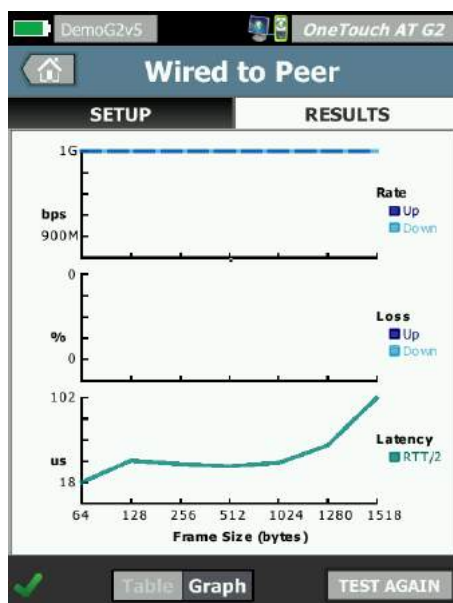 DemoG2v5 OneTouch AT G2
Wired to Peer
SETUP RESULTS
1G
Rate
Up
bps
Down
900M
0
Loss
Up
%
Down
0
102
Latency
us
RTT/2
18
64 128 256 512 1024 1280 1518
Frame Size (bytes)
Table Graph TEST AGAIN